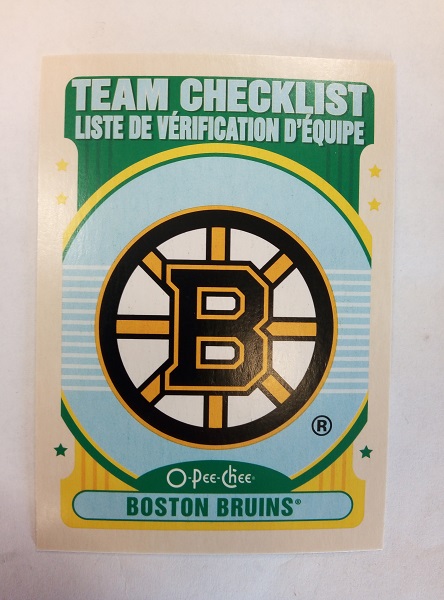 TEAM CHECKLIST
LISTE DE VÉRIFICATION D'ÉQUIPE
B
®
O-Pee-Chee®
BOSTON BRUINS®